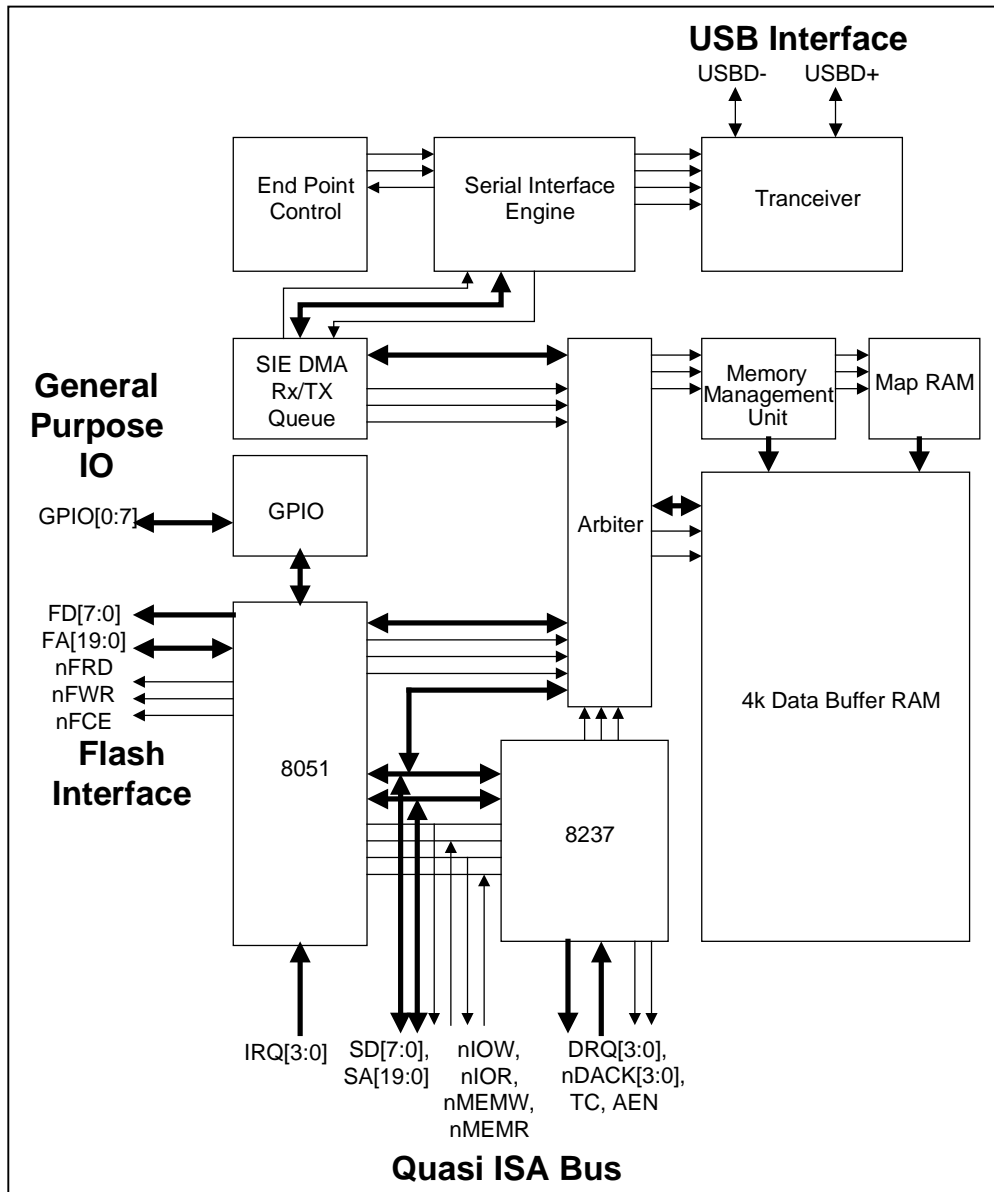 USB Interface
USBD-
USBD+
End Point
Control
Serial Interface
Engine
Tranceiver
SIE DMA
Rx/TX
Queue
Memory
Management
Unit
Map RAM
General
Purpose
IO
GPIO[0:7]
GPIO
Arbiter
FD[7:0]
FA[19:0]
nFRD
nFWR
nFCE
Flash
Interface
8051
4k Data Buffer RAM
8237
IRQ[3:0]
SD[7:0],
SA[19:0]
nIOW,
nIOR,
nMEMW,
nMEMR
DRQ[3:0],
nDACK[3:0],
TC, AEN
Quasi ISA Bus